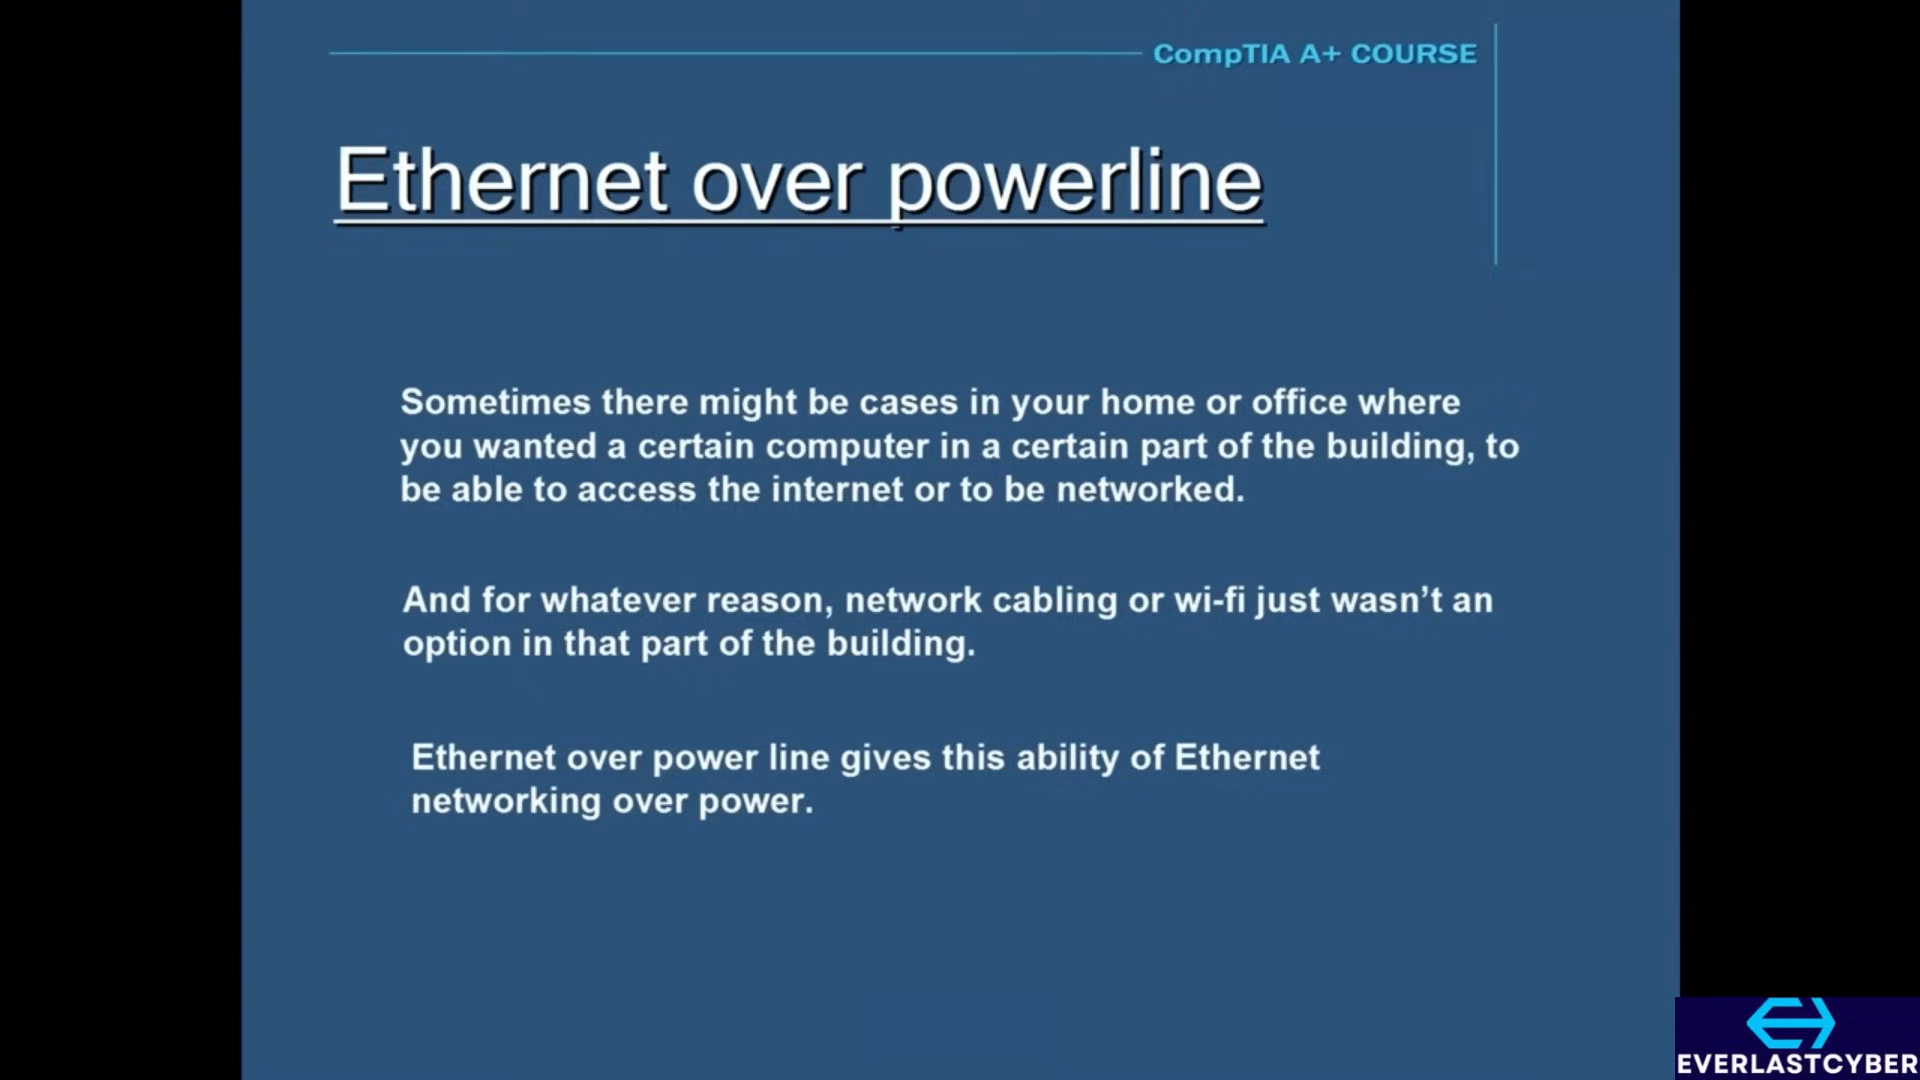 CompTIA A+ COURSE
Ethernet over powerline
Sometimes there might be cases in your home or office where
you wanted a certain computer in a certain part of the building, to
be able to access the internet or to be networked.
And for whatever reason, network cabling or wi-fi just wasn’t an
option in that part of the building.
Ethernet over power line gives this ability of Ethernet
networking over power.
EVERLASTCYBER